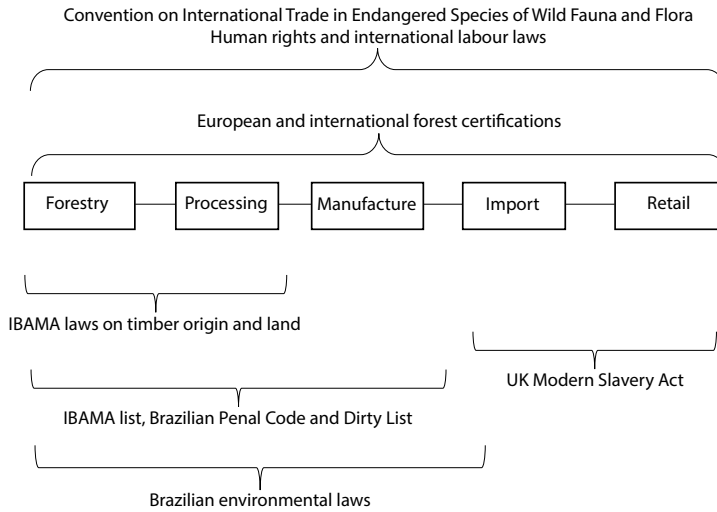 Convention on International Trade in Endangered Species of Wild Fauna and Flora
Human rights and international labour laws
European and international forest certifications
Forestry
Processing
Manufacture
Import
Retail
IBAMA laws on timber origin and land
UK Modern Slavery Act
IBAMA list, Brazilian Penal Code and Dirty List
Brazilian environmental laws